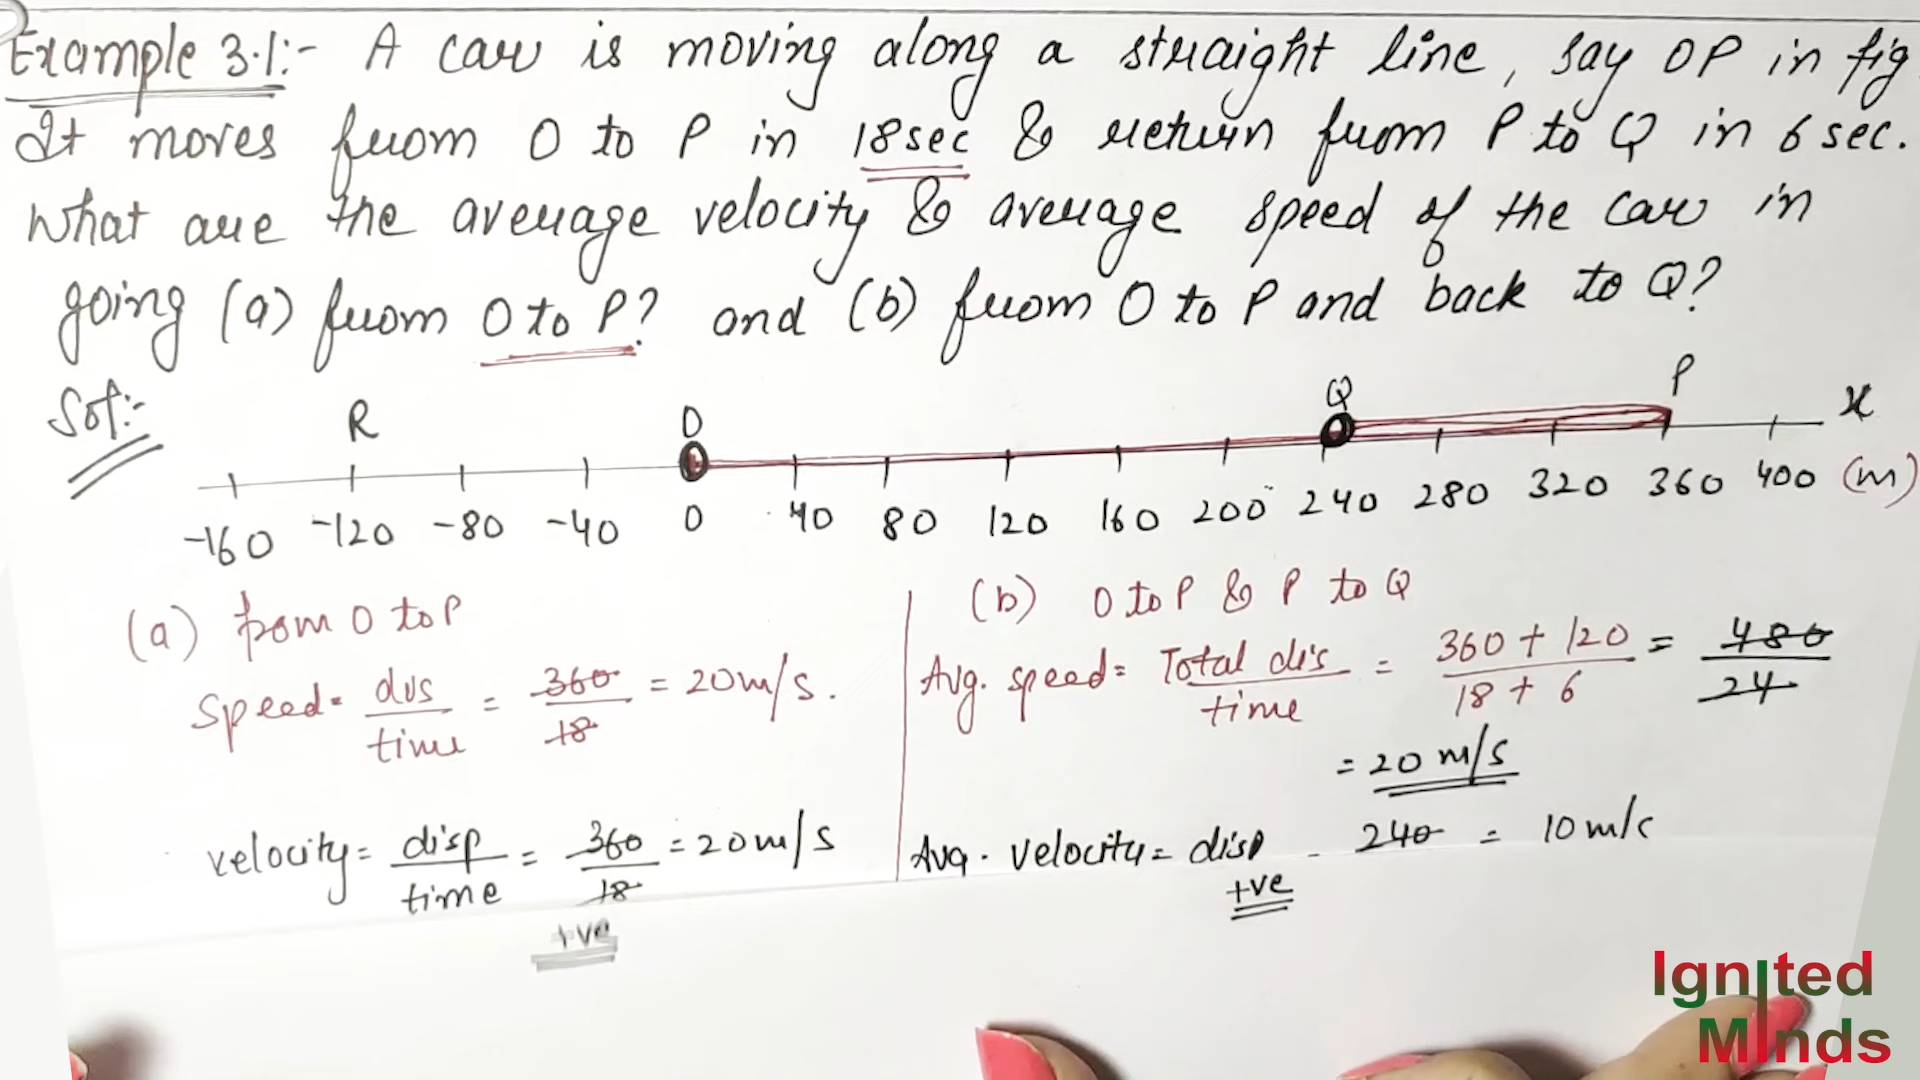 Example 3.1:- A car is moving along a straight line, say OP in fig
It moves from O to P in 18sec & return from P to Q in 6 sec.
What are the average velocity & average speed of the car in
going (a) from O to P? and (b) from O to P and back to Q?
Sol:-
R O Q P x
-160 -120 -80 -40 0 40 80 120 160 200 240 280 320 360 400 (m)
(a) from O to P
Speed = dis/time = 360/18 = 20m/s.
velocity = disp/time = 360/18 = 20m/s
+ve
(b) O to P & P to Q
Avg. speed = Total dis/time = 360 + 120/18 + 6 = 480/24
= 20 m/s
Avg. velocity = disp 240 = 10 m/s
+ve
Ignited
Minds